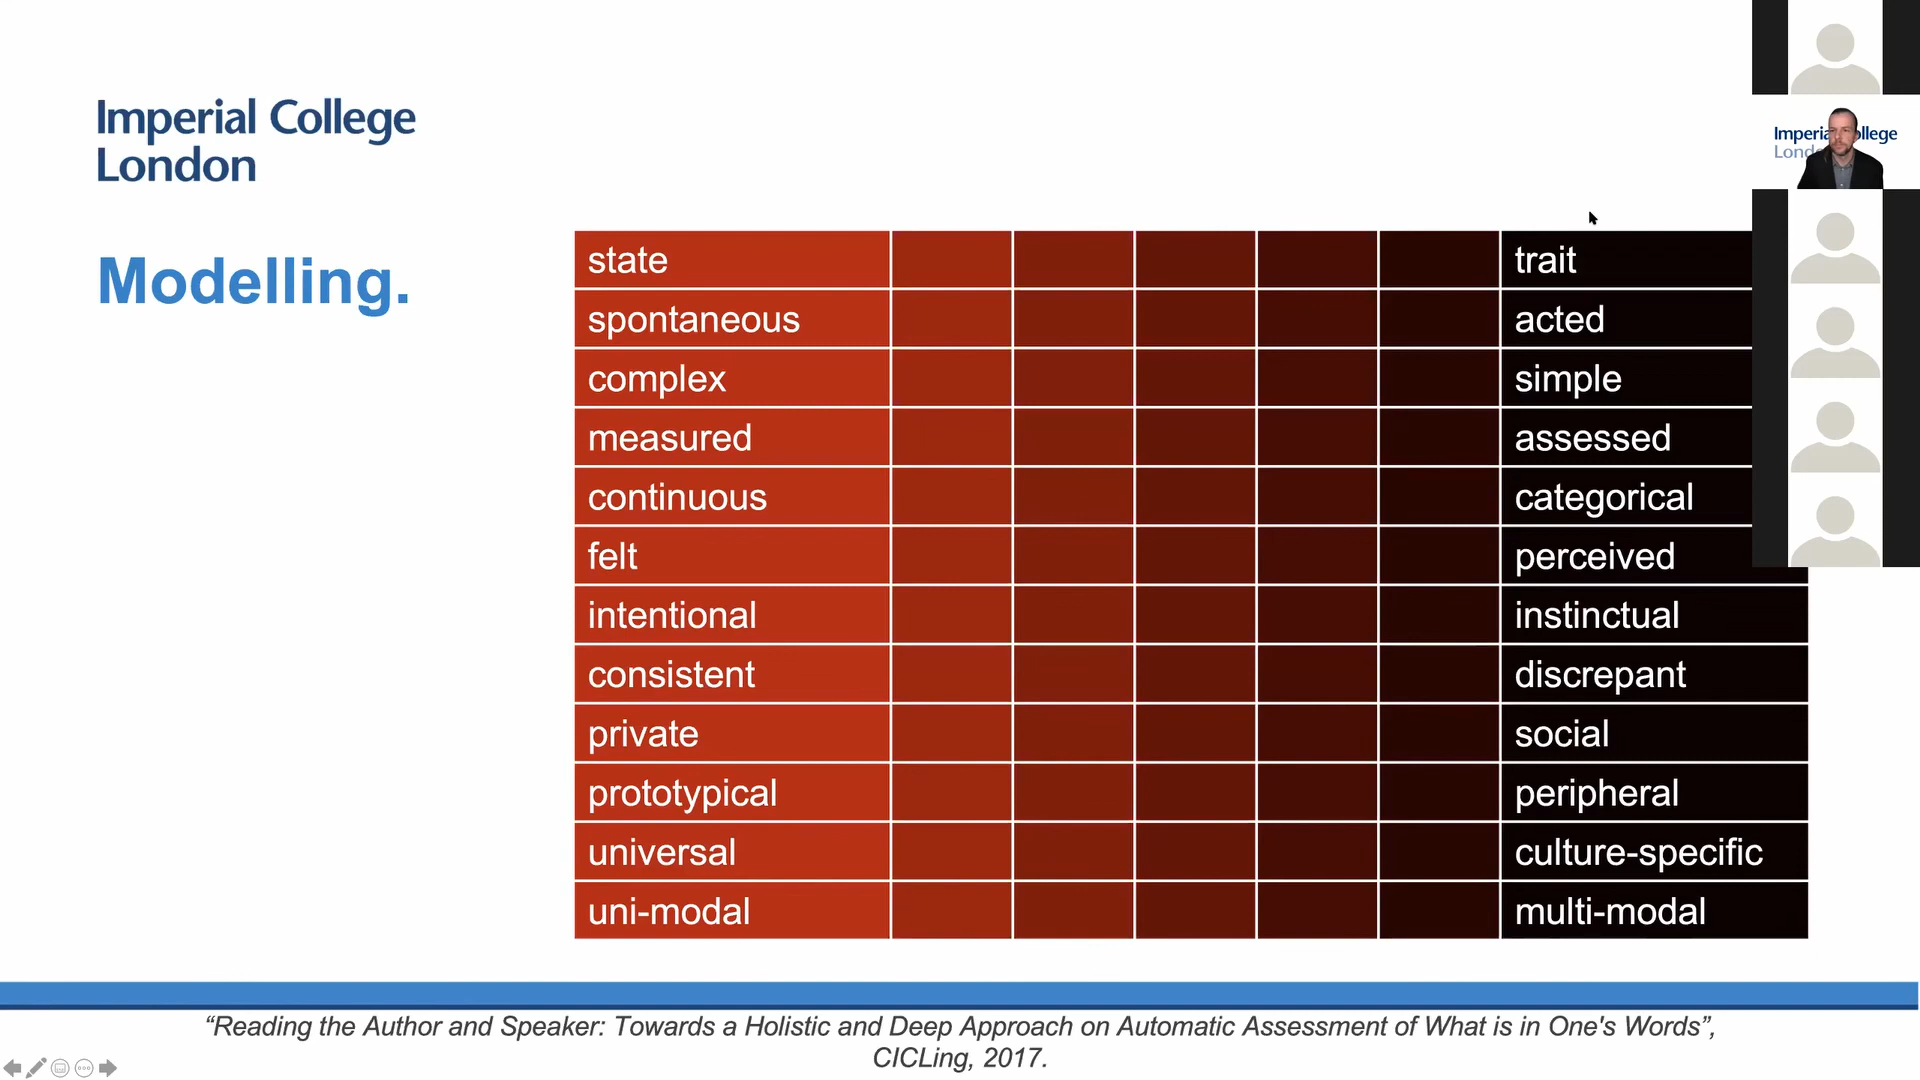 Imperial College
London
Modelling.
state trait
spontaneous acted
complex simple
measured assessed
continuous categorical
felt perceived
intentional instinctual
consistent discrepant
private social
prototypical peripheral
universal culture-specific
uni-modal multi-modal
“Reading the Author and Speaker: Towards a Holistic and Deep Approach on Automatic Assessment of What is in One's Words”,
CICLing, 2017.